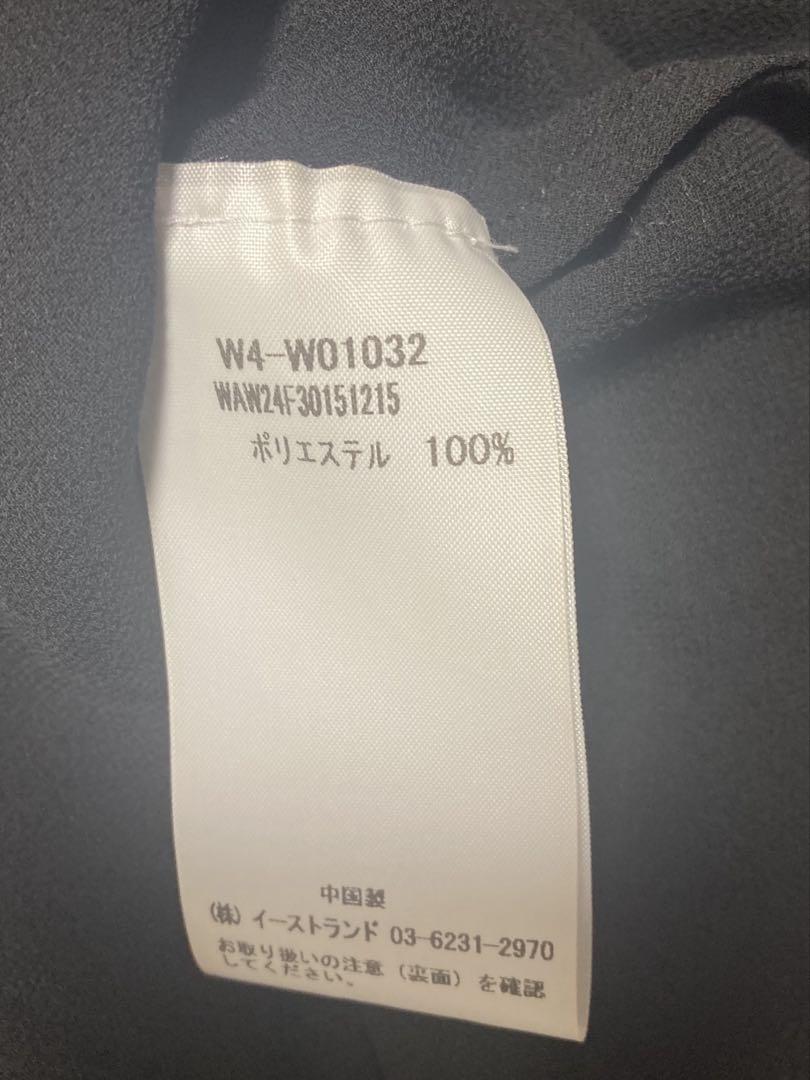 W4-W01032
WAW24F30151215
ポリエステル 100%
中国製
(株) イーストランド 03-6231-2970
お取り扱いの注意 (裏面) を確認
してください。